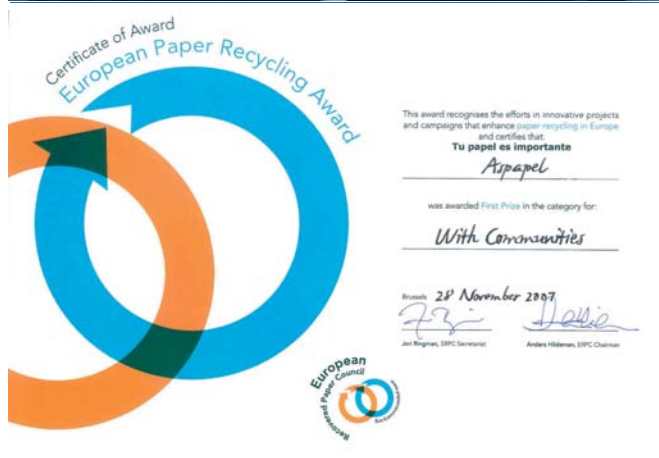 Certificate of Award
European Paper Recycling Award
This award recognises the efforts in innovative projects
and campaigns that enhance paper recycling in Europe
and certifies that:
Tu papel es importante
Aspapel
was awarded First Prize in the category for:
With Communities
Brussels 28 November 2007
Jori Ringman, ERPC Secretariat
Anders Hildeman, ERPC Chairman
European
Recovered Paper Council